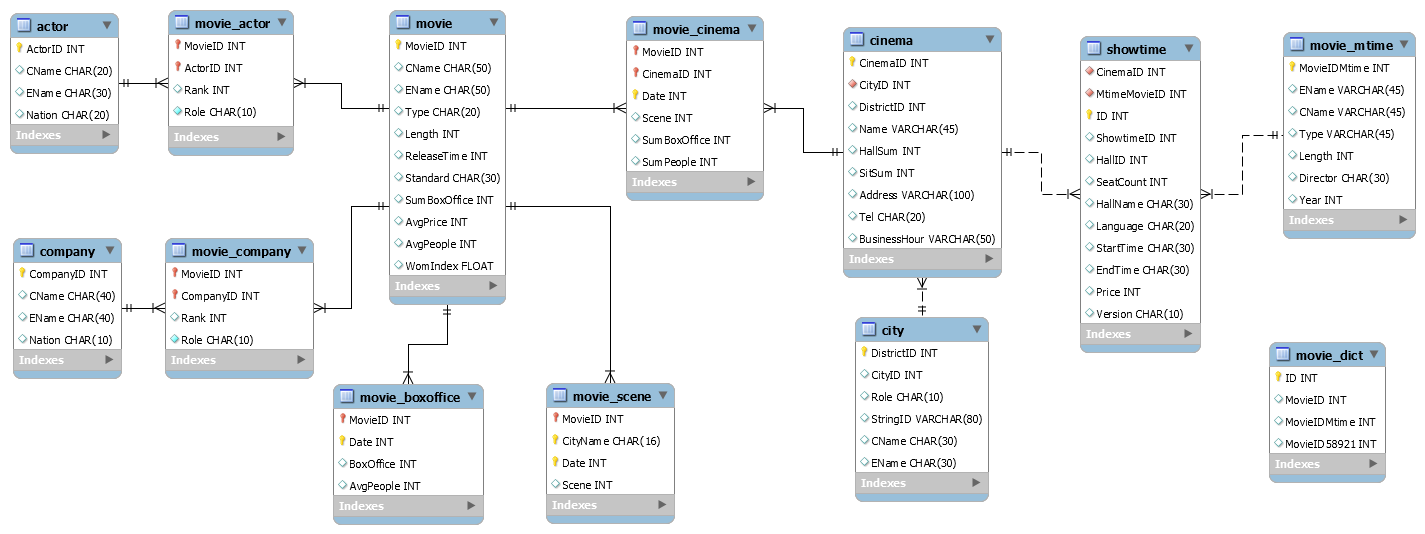 actor
ActorID INT
CName CHAR(20)
EName CHAR(30)
Nation CHAR(20)
Indexes
movie_actor
MovieID INT
ActorID INT
Rank INT
Role CHAR(10)
Indexes
movie
MovieID INT
CName CHAR(50)
EName CHAR(50)
Type CHAR(20)
Length INT
ReleaseTime INT
Standard CHAR(30)
SumBoxOffice INT
AvgPrice INT
AvgPeople INT
WomIndex FLOAT
Indexes
movie_cinema
MovieID INT
CinemaID INT
Date INT
Scene INT
SumBoxOffice INT
SumPeople INT
Indexes
cinema
CinemaID INT
CityID INT
DistrictID INT
Name VARCHAR(45)
HallSum INT
SitSum INT
Address VARCHAR(100)
Tel CHAR(20)
BusinessHour VARCHAR(50)
Indexes
showtime
CinemaID INT
MtimeMovieID INT
ID INT
ShowtimeID INT
HallID INT
SeatCount INT
HallName CHAR(30)
Language CHAR(20)
StartTime CHAR(30)
EndTime CHAR(30)
Price INT
Version CHAR(10)
Indexes
movie_mtime
MovieIDMtime INT
EName VARCHAR(45)
CName VARCHAR(45)
Type VARCHAR(45)
Length INT
Director CHAR(30)
Year INT
Indexes
company
CompanyID INT
CName CHAR(40)
EName CHAR(40)
Nation CHAR(10)
Indexes
movie_company
MovieID INT
CompanyID INT
Rank INT
Role CHAR(10)
Indexes
movie_boxoffice
MovieID INT
Date INT
BoxOffice INT
AvgPeople INT
Indexes
movie_scene
MovieID INT
CityName CHAR(16)
Date INT
Scene INT
Indexes
city
DistrictID INT
CityID INT
Role CHAR(10)
StringID VARCHAR(80)
CName CHAR(30)
EName CHAR(30)
Indexes
movie_dict
ID INT
MovieID INT
MovieIDMtime INT
MovieID58921 INT
Indexes